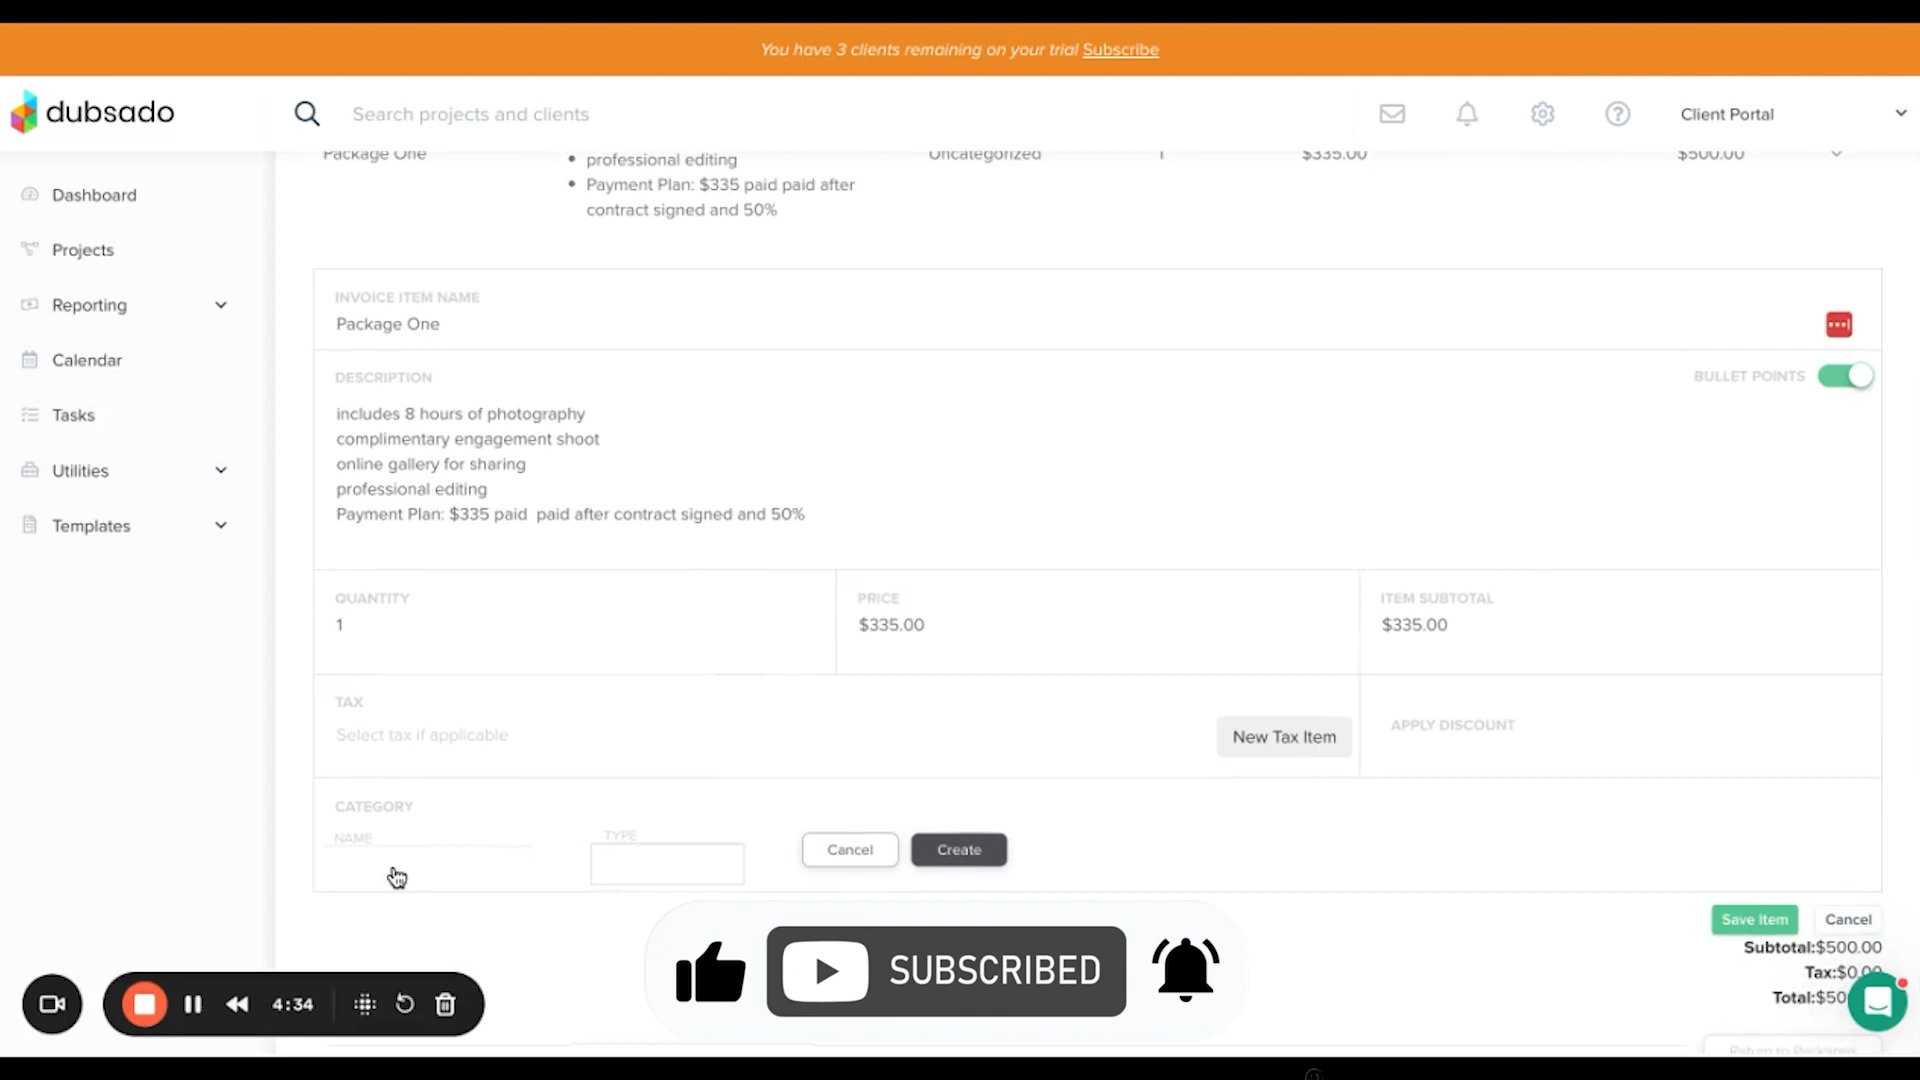 You have 3 clients remaining on your trial Subscribe
dubsado
Search projects and clients
Client Portal
Package One
professional editing
Uncategorized
1
$335.00
$500.00
Payment Plan: $335 paid paid after
contract signed and 50%
Dashboard
Projects
Reporting
Calendar
Tasks
Utilities
Templates
INVOICE ITEM NAME
Package One
DESCRIPTION
BULLET POINTS
includes 8 hours of photography
complimentary engagement shoot
online gallery for sharing
professional editing
Payment Plan: $335 paid paid after contract signed and 50%
QUANTITY
1
PRICE
$335.00
ITEM SUBTOTAL
$335.00
TAX
Select tax if applicable
New Tax Item
APPLY DISCOUNT
CATEGORY
NAME
TYPE
Cancel
Create
Save Item
Cancel
Subtotal:$500.00
Tax:$0.00
Total:$50
SUBSCRIBED
4:34